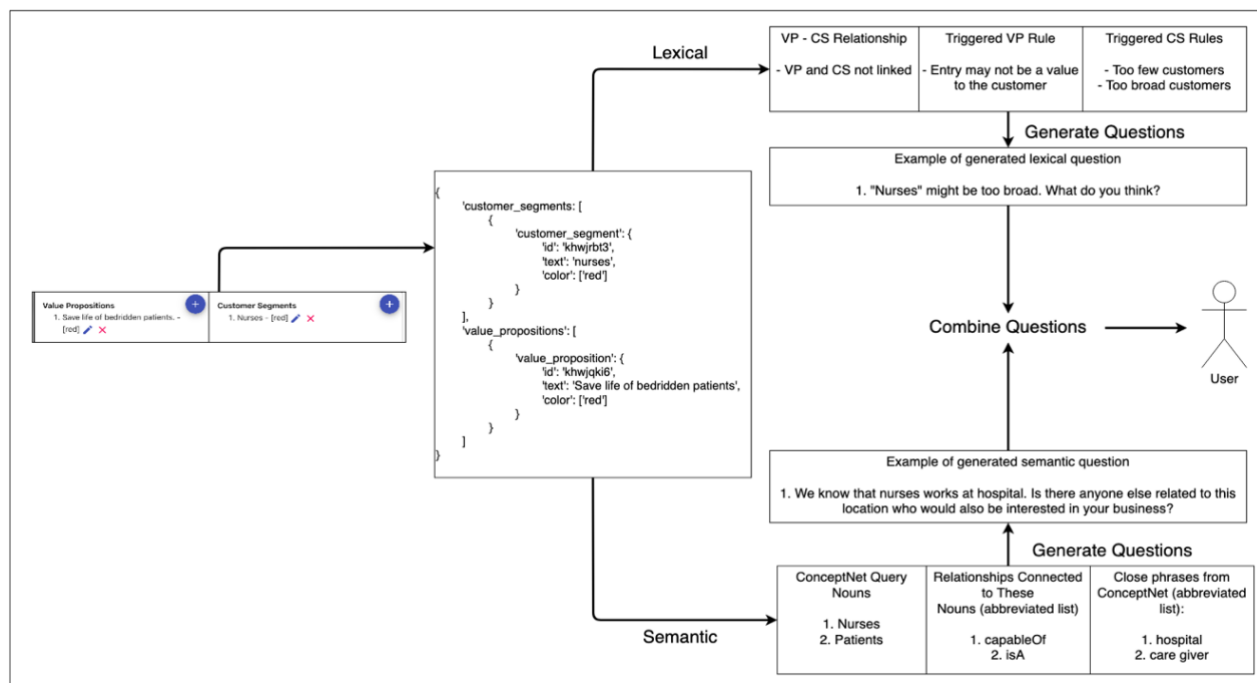 Value Propositions
1. Save life of bedridden patients. -
[red]
Customer Segments
1. Nurses - [red]
{
'customer_segments: [
{
'customer_segment': {
'id': 'khwjrbt3',
'text': 'nurses',
'color': ['red']
}
}
],
'value_propositions': [
{
'value_proposition': {
'id': 'khwjqki6',
'text': 'Save life of bedridden patients',
'color': ['red']
}
}
]
}
Lexical
VP - CS Relationship
- VP and CS not linked
Triggered VP Rule
- Entry may not be a value
to the customer
Triggered CS Rules
- Too few customers
- Too broad customers
Generate Questions
Example of generated lexical question
1. "Nurses" might be too broad. What do you think?
Combine Questions
User
Example of generated semantic question
1. We know that nurses works at hospital. Is there anyone else related to this
location who would also be interested in your business?
Generate Questions
Semantic
ConceptNet Query
Nouns
1. Nurses
2. Patients
Relationships Connected
to These
Nouns (abbreviated list)
1. capableOf
2. isA
Close phrases from
ConceptNet (abbreviated
list):
1. hospital
2. care giver